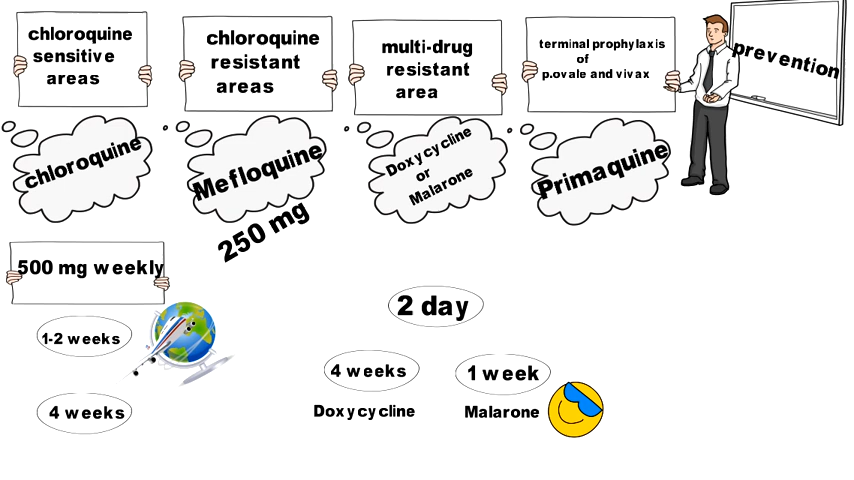 chloroquine
sensitive
areas
chloroquine
resistant
areas
multi-drug
resistant
area
terminal prophylaxis
of
p.ovale and vivax
prevention
chloroquine
Mefloquine
250 mg
Doxycycline
or
Malarone
Primaquine
500 mg weekly
1-2 weeks
4 weeks
2 day
4 weeks
1 week
Doxycycline
Malarone